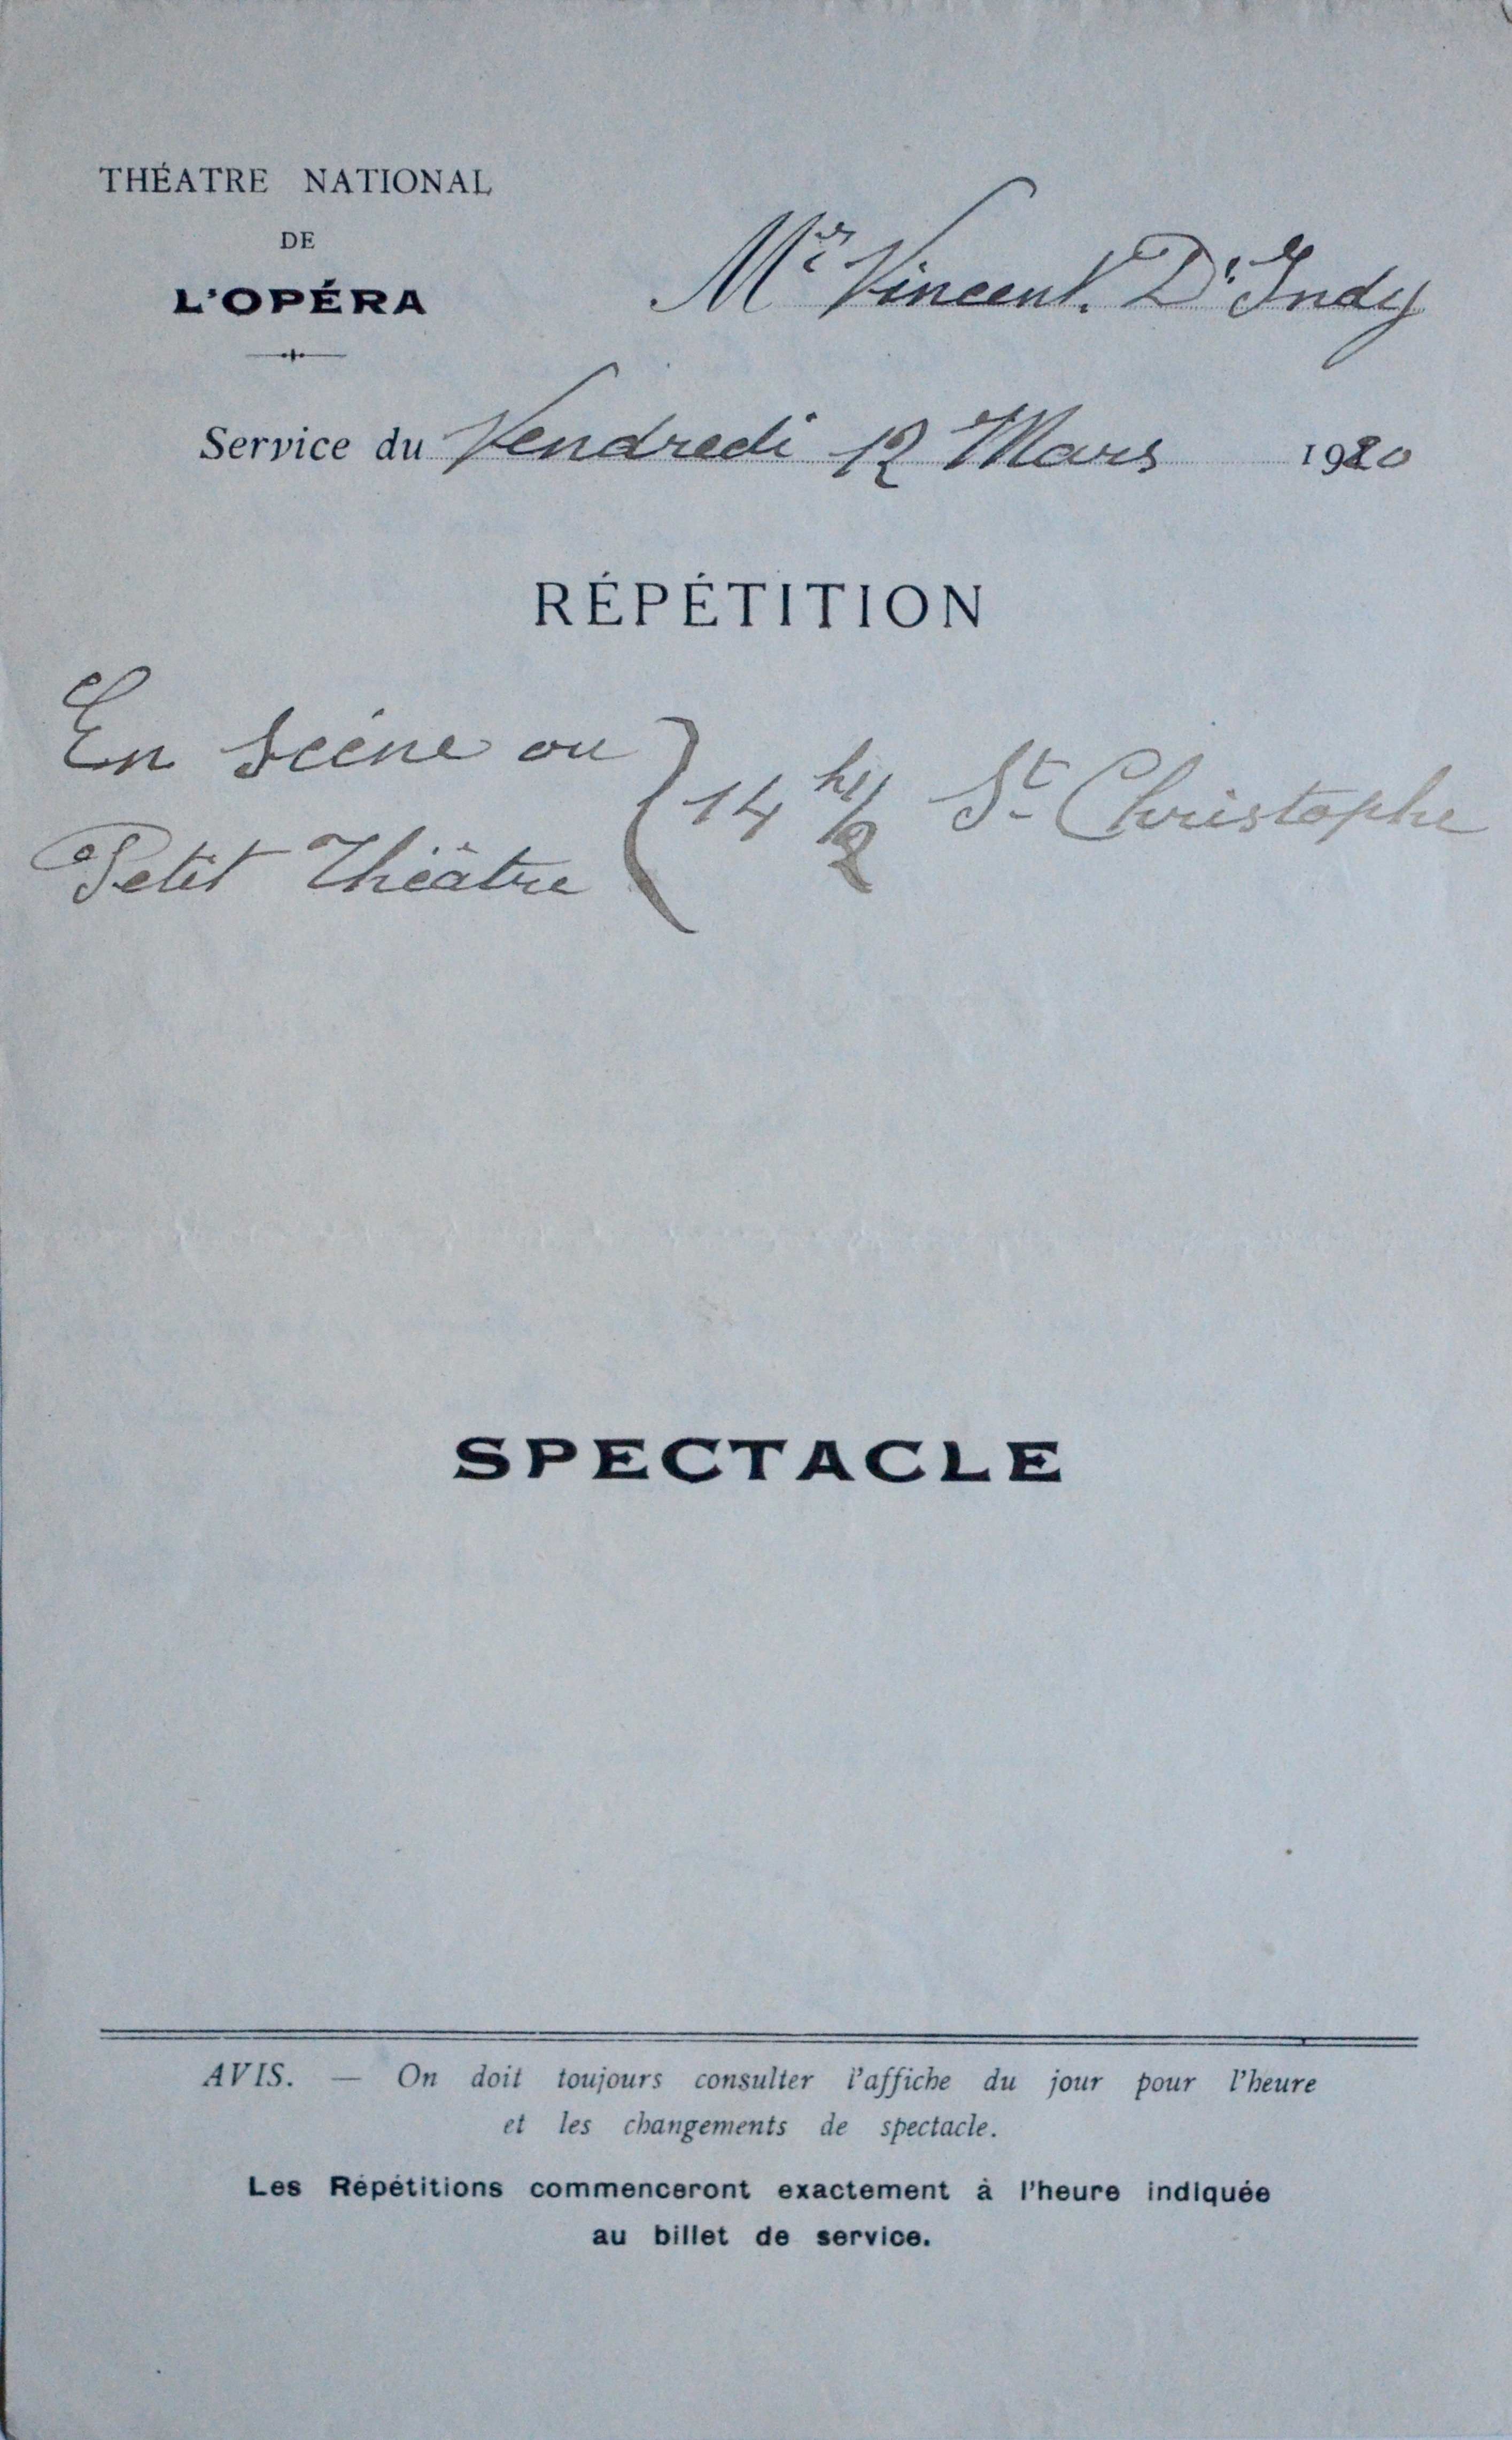 THÉATRE NATIONAL
DE
L'OPÉRA
Mr Vincent D'Indy
Service du Vendredi 12 Mars 1920
RÉPÉTITION
En Scène ou
Petit Théâtre
} 14 h 1/2 St Christophe
SPECTACLE
AVIS. — On doit toujours consulter l'affiche du jour pour l'heure
et les changements de spectacle.
Les Répétitions commenceront exactement à l'heure indiquée
au billet de service.